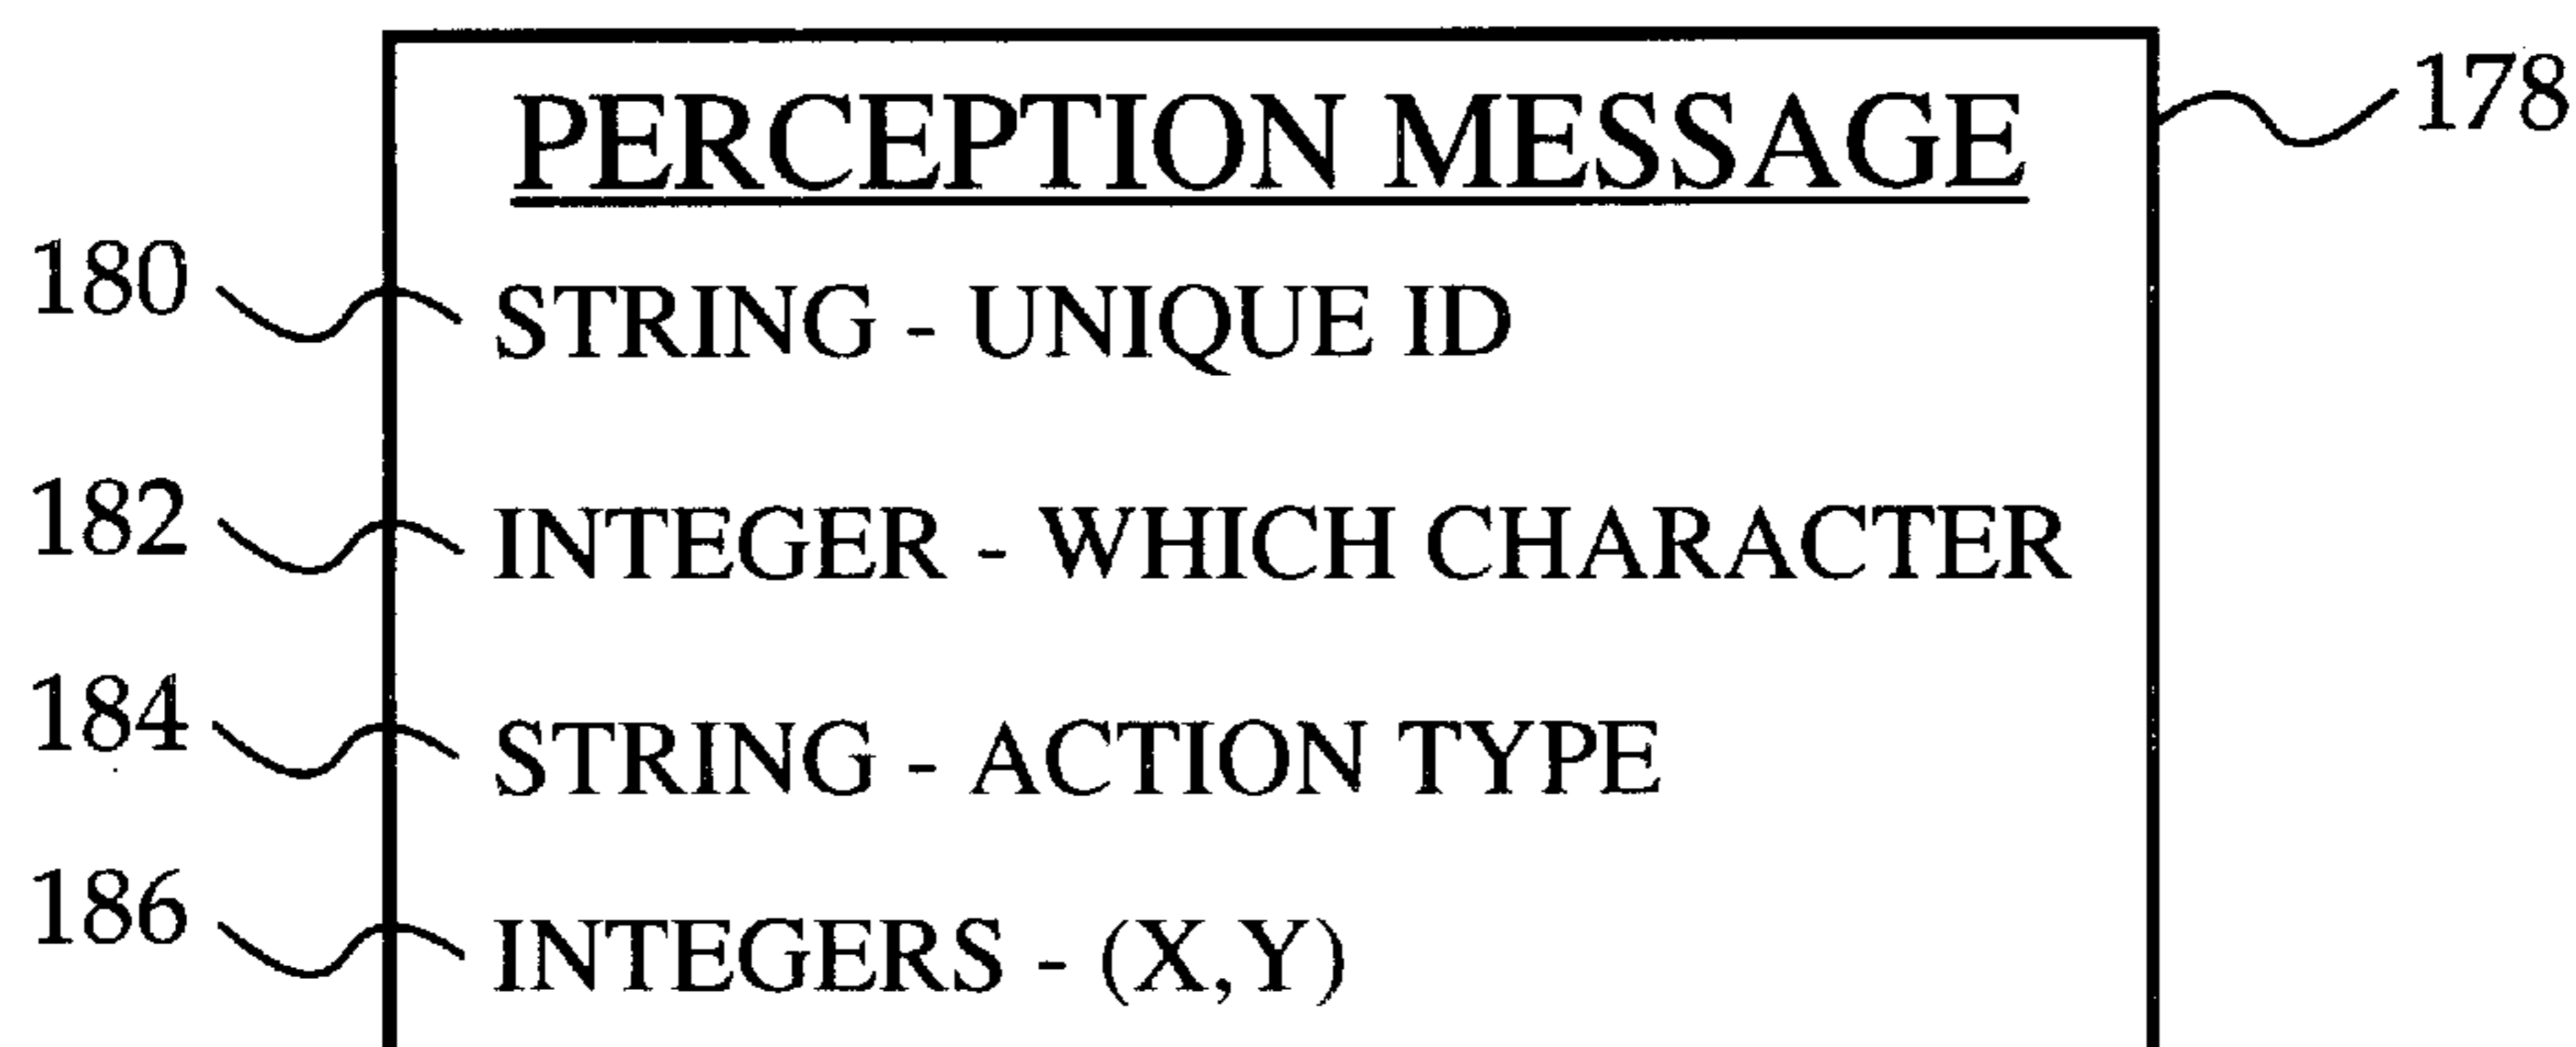 PERCEPTION MESSAGE 178
180 STRING - UNIQUE ID
182 INTEGER - WHICH CHARACTER
184 STRING - ACTION TYPE
186 INTEGERS - (X,Y)